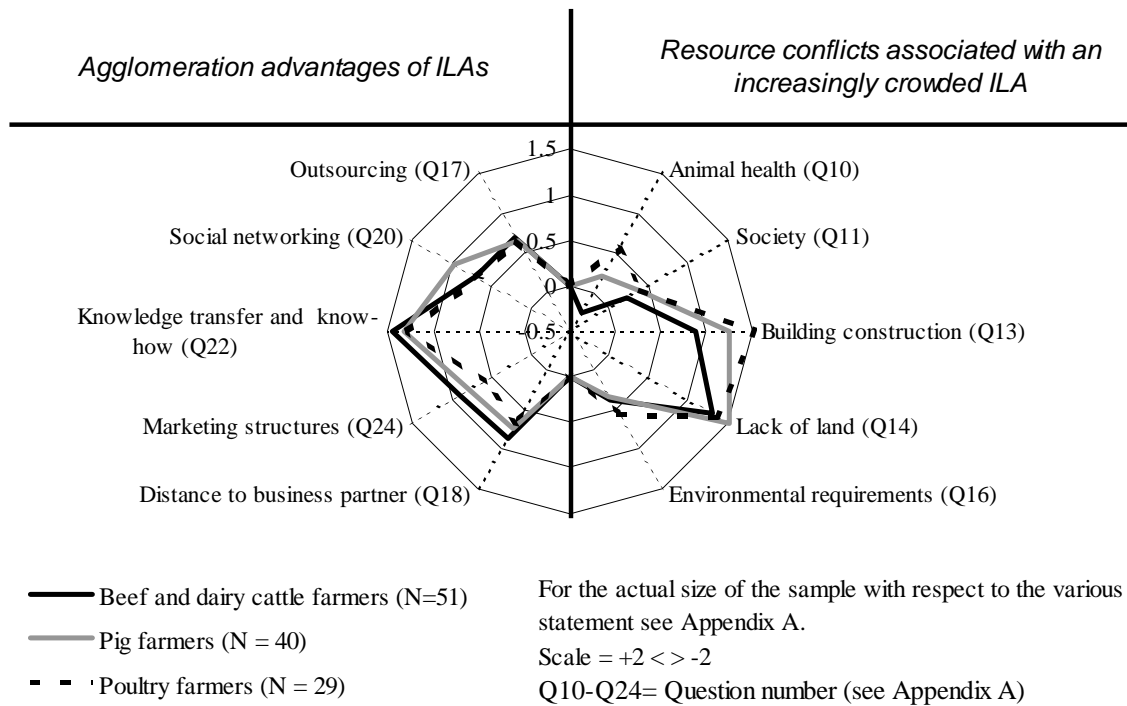 Agglomeration advantages of ILAs
Resource conflicts associated with an
increasingly crowded ILA
1.5
1
0.5
0
-0.5
Outsourcing (Q17)
Social networking (Q20)
Knowledge transfer and know-
how (Q22)
Marketing structures (Q24)
Distance to business partner (Q18)
Animal health (Q10)
Society (Q11)
Building construction (Q13)
Lack of land (Q14)
Environmental requirements (Q16)
Beef and dairy cattle farmers (N=51)
Pig farmers (N = 40)
Poultry farmers (N = 29)
For the actual size of the sample with respect to the various
statement see Appendix A.
Scale = +2 < > -2
Q10-Q24= Question number (see Appendix A)